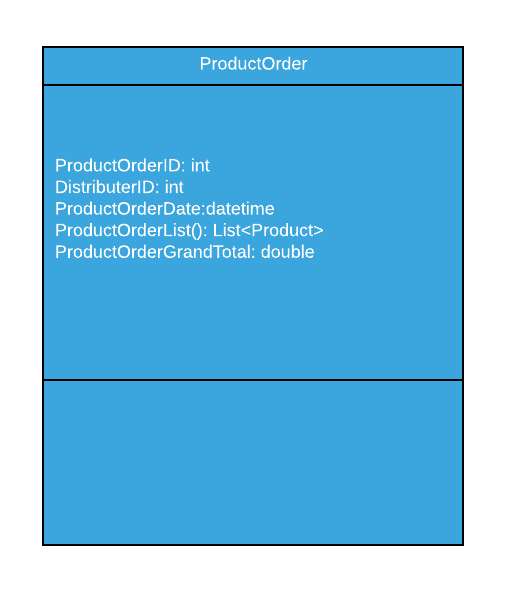 ProductOrder
ProductOrderID: int
DistributerID: int
ProductOrderDate:datetime
ProductOrderList(): List<Product>
ProductOrderGrandTotal: double